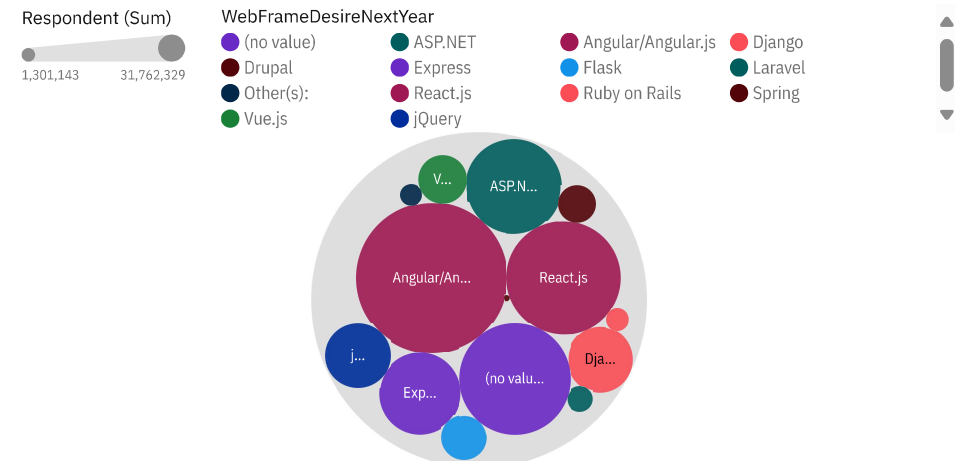 Respondent (Sum)
1,301,143 31,762,329
WebFrameDesireNextYear
(no value) ASP.NET Angular/Angular.js Django
Drupal Express Flask Laravel
Other(s): React.js Ruby on Rails Spring
Vue.js jQuery
V...
ASP.N...
Angular/An...
React.js
j...
Dja...
(no valu...
Exp...